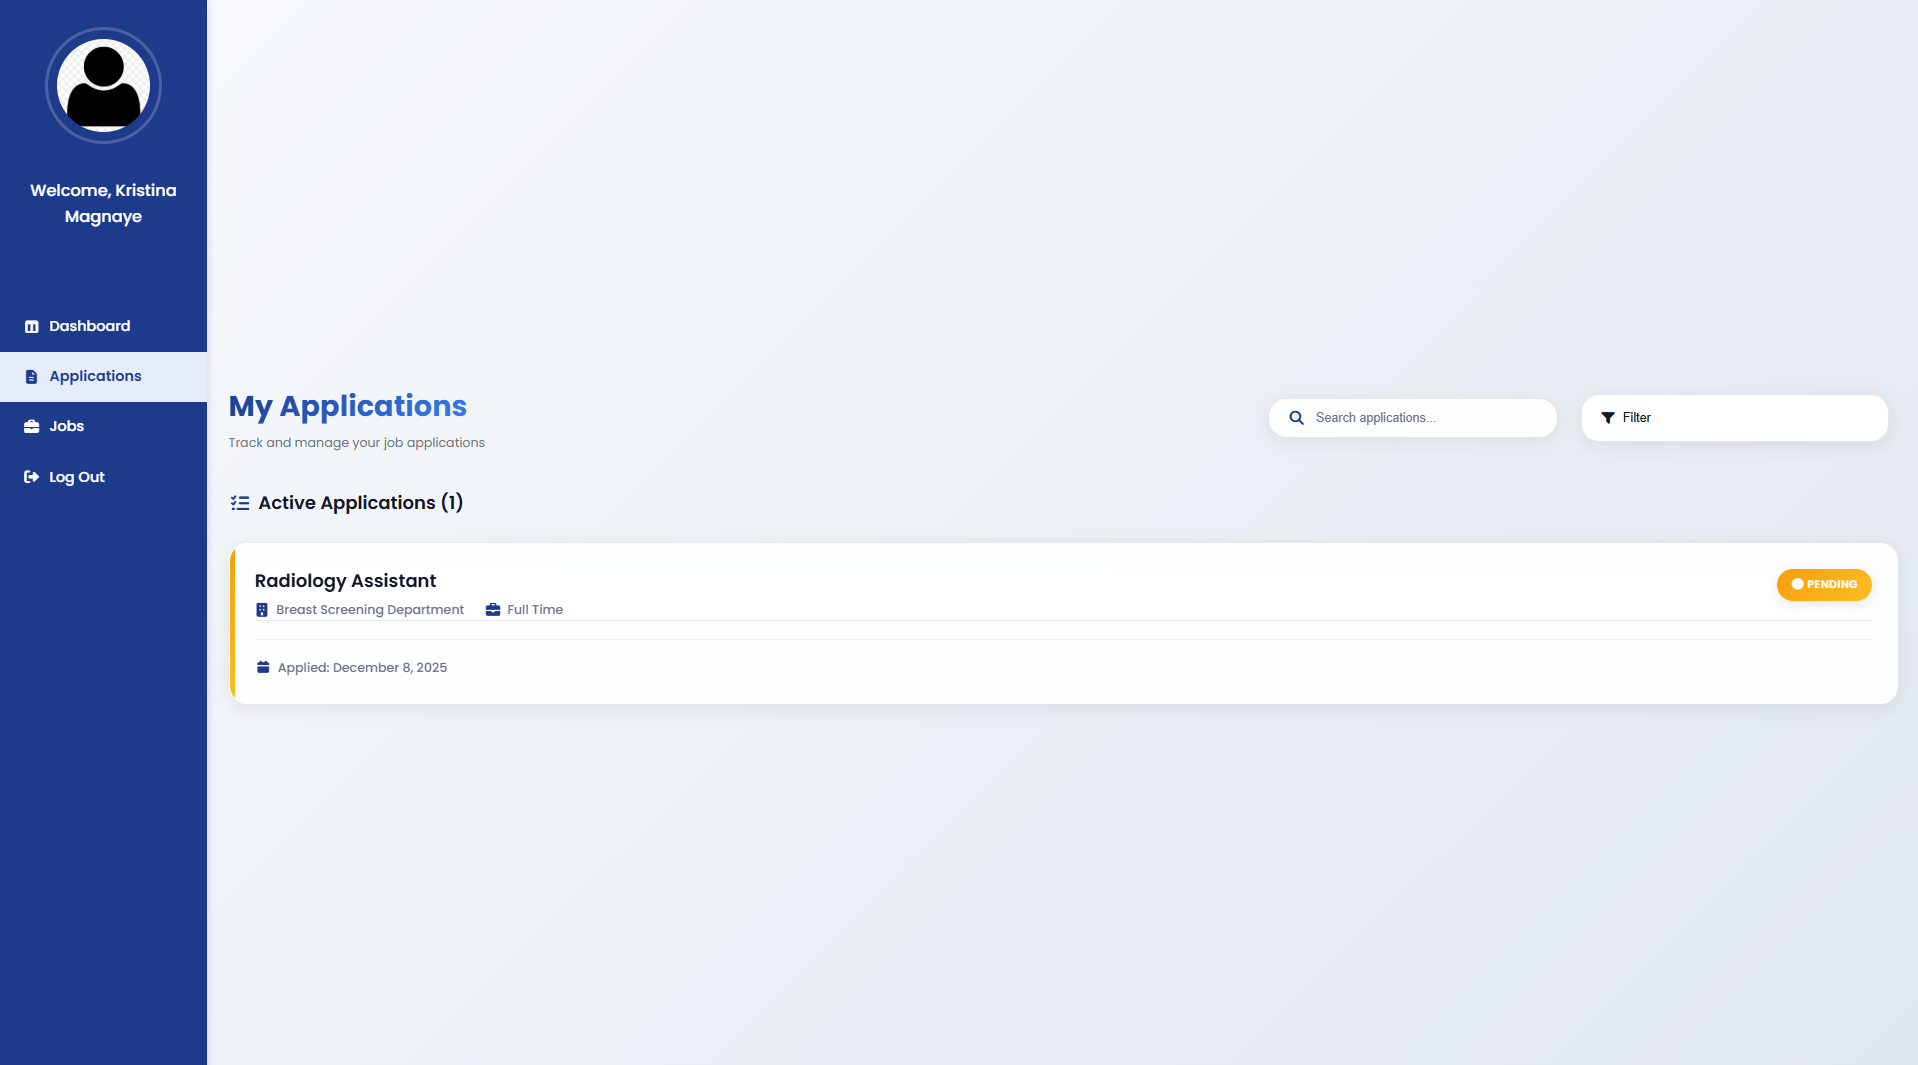 Welcome, Kristina
Magnaye
Dashboard
Applications
Jobs
Log Out
My Applications
Track and manage your job applications
Search applications...
Filter
Active Applications (1)
Radiology Assistant
PENDING
Breast Screening Department
Full Time
Applied: December 8, 2025